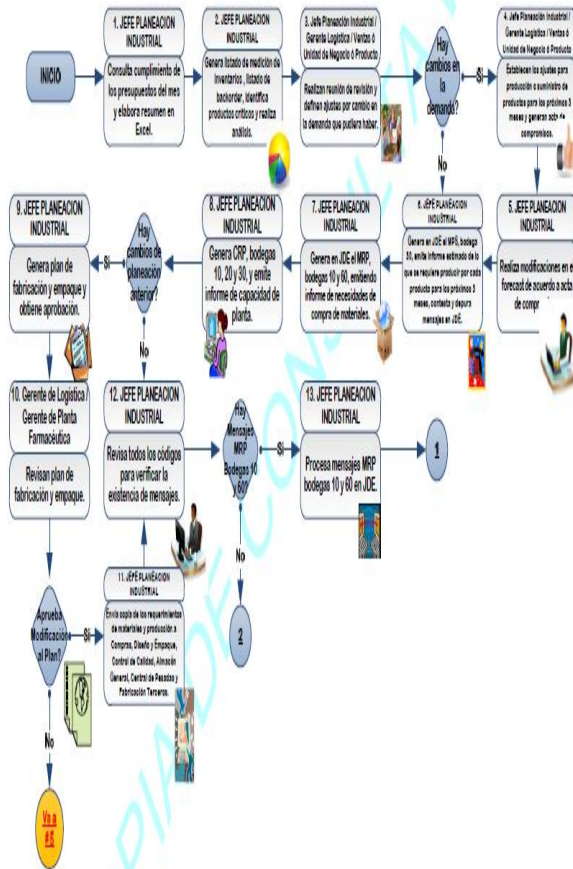 INICIO
1. JEFE PLANEACION
INDUSTRIAL
Consulta cumplimiento de
los presupuestos del mes
y elabora resumen en
Excel.
2. JEFE PLANEACION
INDUSTRIAL
Genera listado de medición de
inventarios, listado de
backorder, identifica
productos críticos y realiza
análisis.
3. Jefe Planeación Industrial /
Gerente Logística / Ventas ó
Unidad de Negocio ó Producto
Realizan reunión de revisión y
definen ajustes por cambio en
la demanda que pudiera haber.
Hay
cambios en
la
demanda?
Si
No
4. Jefe Planeación Industrial /
Gerente Logística / Ventas ó
Unidad de Negocio ó Producto
Establecen los ajustes para
producción o suministro de
productos para los próximos 3
meses y generan acta de
compromisos.
5. JEFE PLANEACION
INDUSTRIAL
Realiza modificaciones en el
forecast de acuerdo a acta
de
6. JEFE PLANEACION
INDUSTRIAL
Genera en JDE el MPS, bodega
30, emite informe estimado de lo
que se requiere producir por cada
producto para los próximos 3
meses, contesta y depura
mensajes en JDE.
7. JEFE PLANEACION
INDUSTRIAL
Genera en JDE el MRP,
bodegas 10 y 60, emitiendo
informe de necesidades de
compra de materiales.
8. JEFE PLANEACION
INDUSTRIAL
Genera CRP, bodegas
10, 20 y 30, y emite
informe de capacidad de
planta.
Hay
cambios de
planeación
anterior?
Si
No
9. JEFE PLANEACION
INDUSTRIAL
Genera plan de
fabricación y empaque y
obtiene aprobación.
10. Gerente de Logística /
Gerente de Planta
Farmacéutica
Revisan plan de
fabricación y empaque.
Aprueba
Modificación
al Plan?
Si
No
Va a
# 5
11. JEFE PLANEACION
INDUSTRIAL
Envía copia de los requerimientos
de materiales y producción a
Compras, Diseño y Empaque,
Control de Calidad, Almacén
General, Central de Pesadas y
Fabricación Terceros.
12. JEFE PLANEACION
INDUSTRIAL
Revisa todos los códigos
para verificar la
existencia de mensajes.
Hay
Mensajes
MRP
Bodegas 10
y 60?
Si
No
2
13. JEFE PLANEACION
INDUSTRIAL
Procesa mensajes MRP
bodegas 10 y 60 en JDE.
1